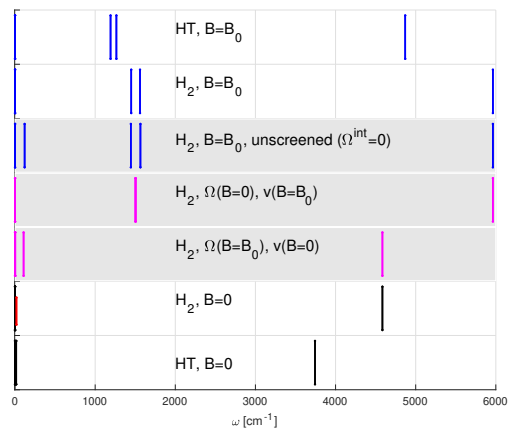 HT, B=B₀
H₂, B=B₀
H₂, B=B₀, unscreened (Ω^int=0)
H₂, Ω(B=0), v(B=B₀)
H₂, Ω(B=B₀), v(B=0)
H₂, B=0
HT, B=0
0 1000 2000 3000 4000 5000 6000
ω [cm⁻¹]